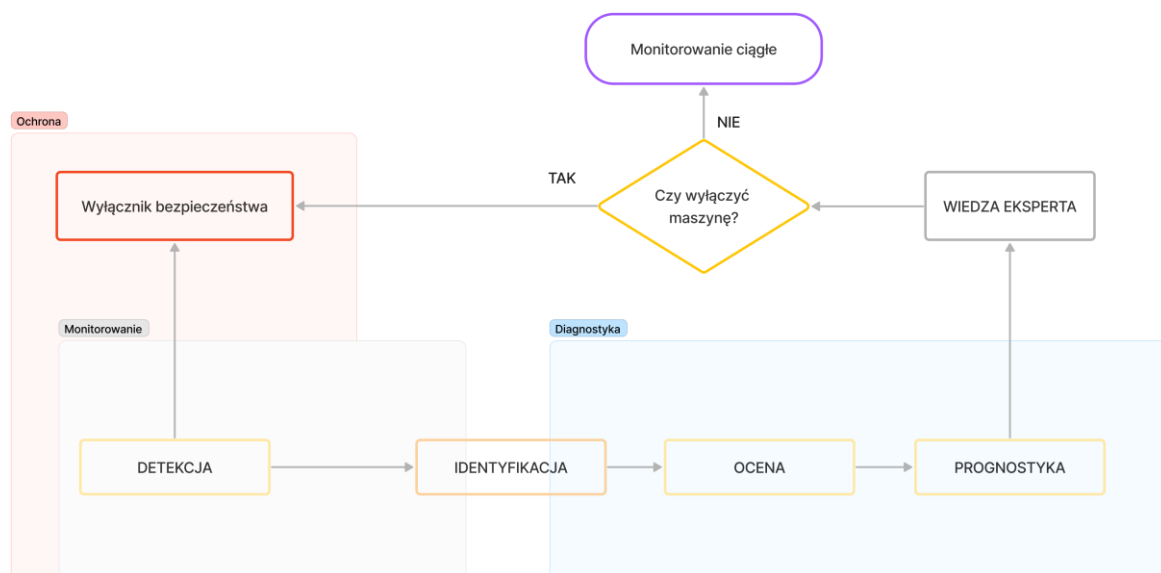 Monitorowanie ciągłe
Ochrona
NIE
TAK
Wyłącznik bezpieczeństwa
Czy wyłączyć
maszynę?
WIEDZA EKSPERTA
Monitorowanie
Diagnostyka
DETEKCJA
IDENTYFIKACJA
OCENA
PROGNOSTYKA